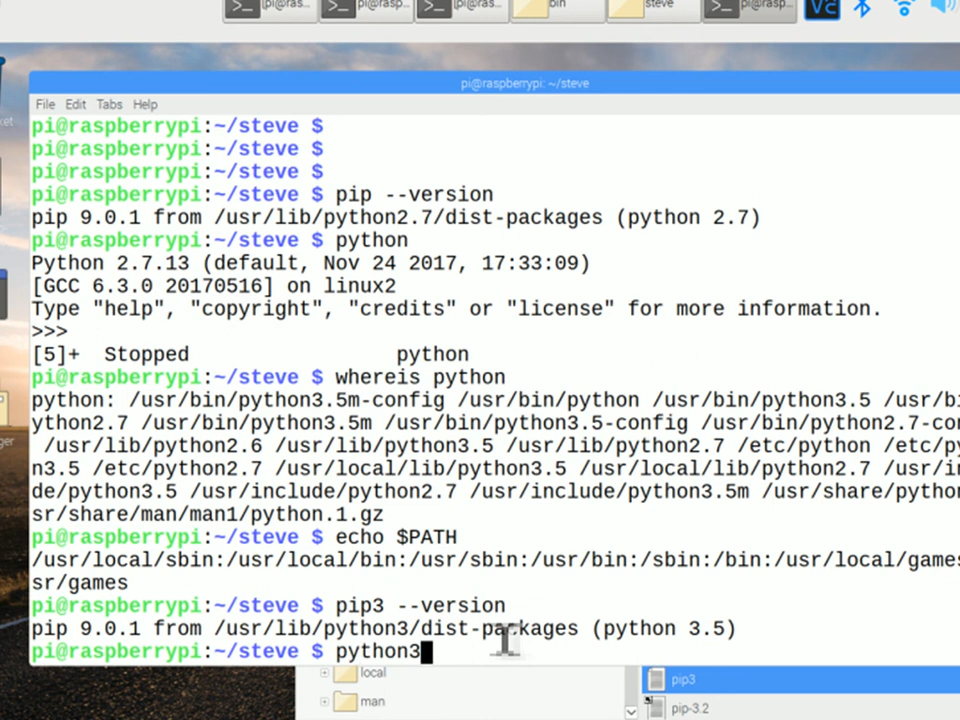 pi@raspberrypi: ~/steve
File Edit Tabs Help
pi@raspberrypi:~/steve $
pi@raspberrypi:~/steve $
pi@raspberrypi:~/steve $
pi@raspberrypi:~/steve $ pip --version
pip 9.0.1 from /usr/lib/python2.7/dist-packages (python 2.7)
pi@raspberrypi:~/steve $ python
Python 2.7.13 (default, Nov 24 2017, 17:33:09)
[GCC 6.3.0 20170516] on linux2
Type "help", "copyright", "credits" or "license" for more information.
>>>
[5]+ Stopped python
pi@raspberrypi:~/steve $ whereis python
python: /usr/bin/python3.5m-config /usr/bin/python /usr/bin/python3.5 /usr/bi
ython2.7 /usr/bin/python3.5m /usr/bin/python3.5-config /usr/bin/python2.7-con
/usr/lib/python2.6 /usr/lib/python3.5 /usr/lib/python2.7 /etc/python /etc/py
n3.5 /etc/python2.7 /usr/local/lib/python3.5 /usr/local/lib/python2.7 /usr/in
de/python3.5 /usr/include/python2.7 /usr/include/python3.5m /usr/share/python
sr/share/man/man1/python.1.gz
pi@raspberrypi:~/steve $ echo $PATH
/usr/local/sbin:/usr/local/bin:/usr/sbin:/usr/bin:/sbin:/bin:/usr/local/games
sr/games
pi@raspberrypi:~/steve $ pip3 --version
pip 9.0.1 from /usr/lib/python3/dist-packages (python 3.5)
pi@raspberrypi:~/steve $ python3
local
pip3
man
pip-3.2